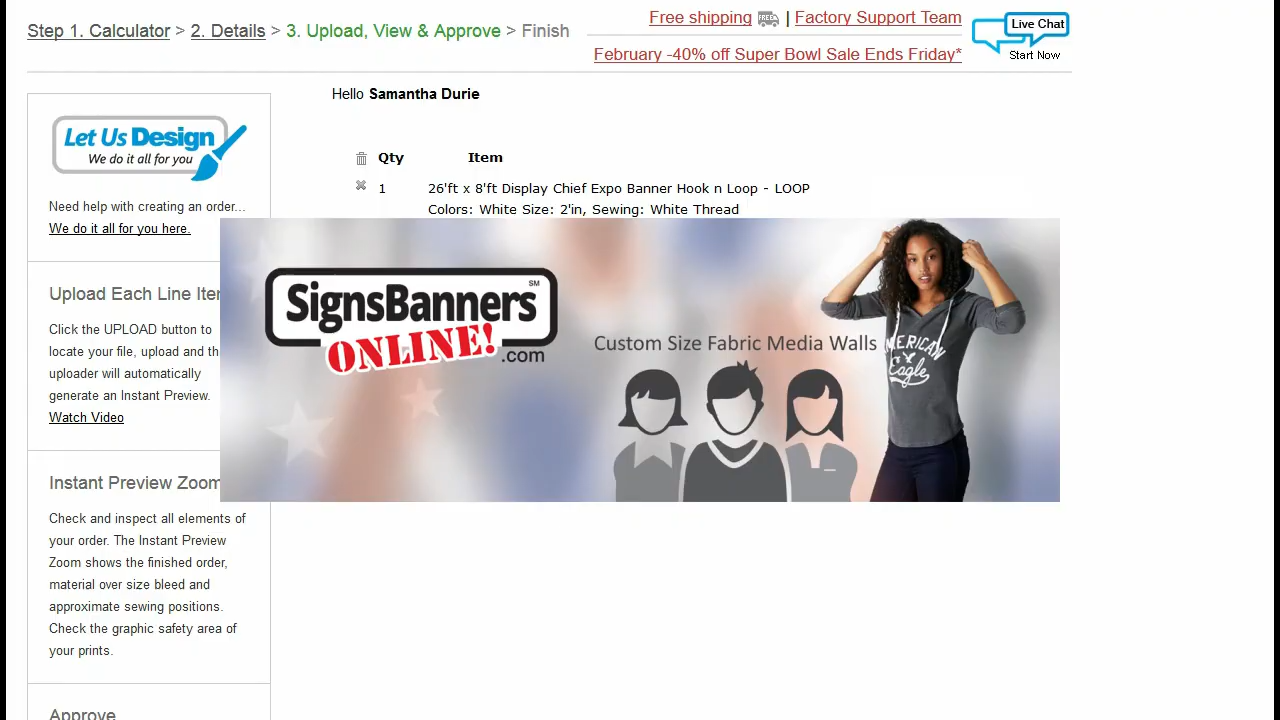 Step 1. Calculator > 2. Details > 3. Upload, View & Approve > Finish
Free shipping FREE | Factory Support Team
February -40% off Super Bowl Sale Ends Friday*
Live Chat
Start Now
Hello Samantha Durie
Let Us Design
We do it all for you
Need help with creating an order...
We do it all for you here.
Qty Item
1 26'ft x 8'ft Display Chief Expo Banner Hook n Loop - LOOP
Colors: White Size: 2'in, Sewing: White Thread
SignsBanners SM
ONLINE!
.com
Custom Size Fabric Media Walls
AMERICAN
Eagle
Upload Each Line Iter
Click the UPLOAD button to
locate your file, upload and th
uploader will automatically
generate an Instant Preview.
Watch Video
Instant Preview Zoom
Check and inspect all elements of
your order. The Instant Preview
Zoom shows the finished order,
material over size bleed and
approximate sewing positions.
Check the graphic safety area of
your prints.
Approve